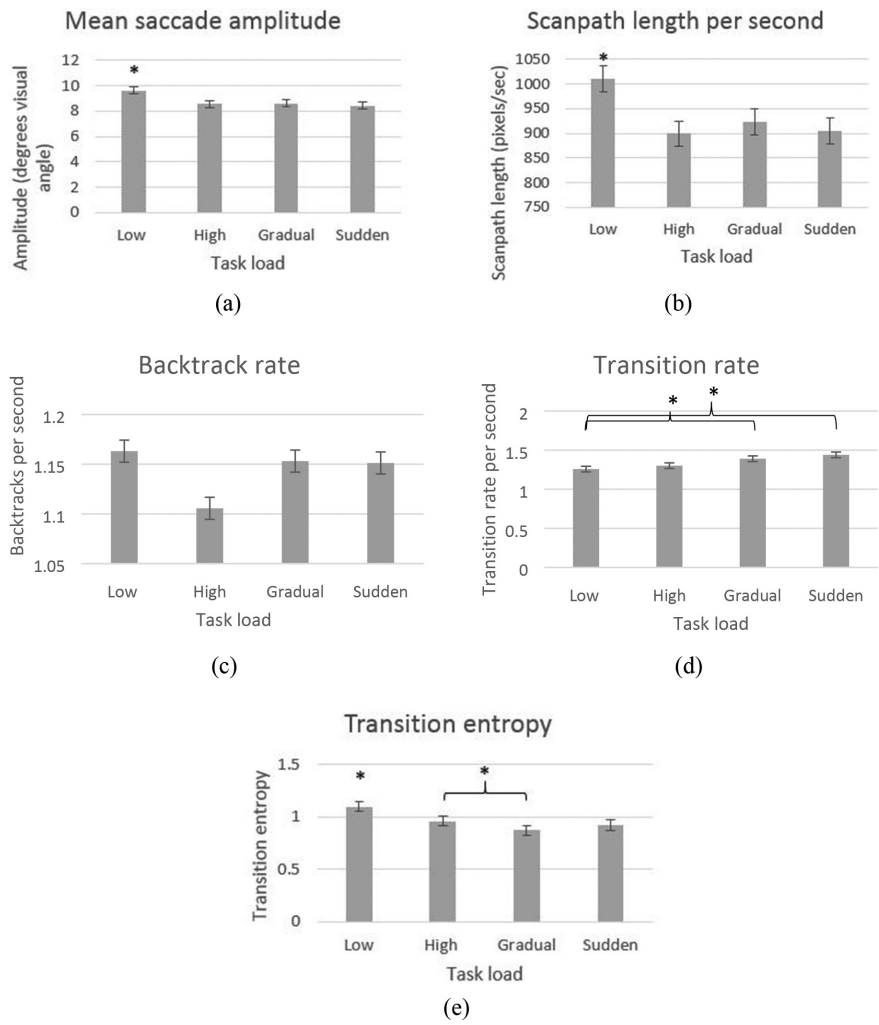 Mean saccade amplitude
Amplitude (degrees visual
angle)
12
10
8
6
4
2
0
*
Low High Gradual Sudden
Task load
(a)
Scanpath length per second
Scanpath length (pixels/sec)
1050
1000
950
900
850
800
750
*
Low High Gradual Sudden
Task load
(b)
Backtrack rate
Backtracks per second
1.2
1.15
1.1
1.05
Low High Gradual Sudden
Task load
(c)
Transition rate
Transition rate per second
2
1.5
1
0.5
0
* *
Low High Gradual Sudden
Task load
(d)
Transition entropy
Transition entropy
1.5
1
0.5
0
* *
Low High Gradual Sudden
Task load
(e)